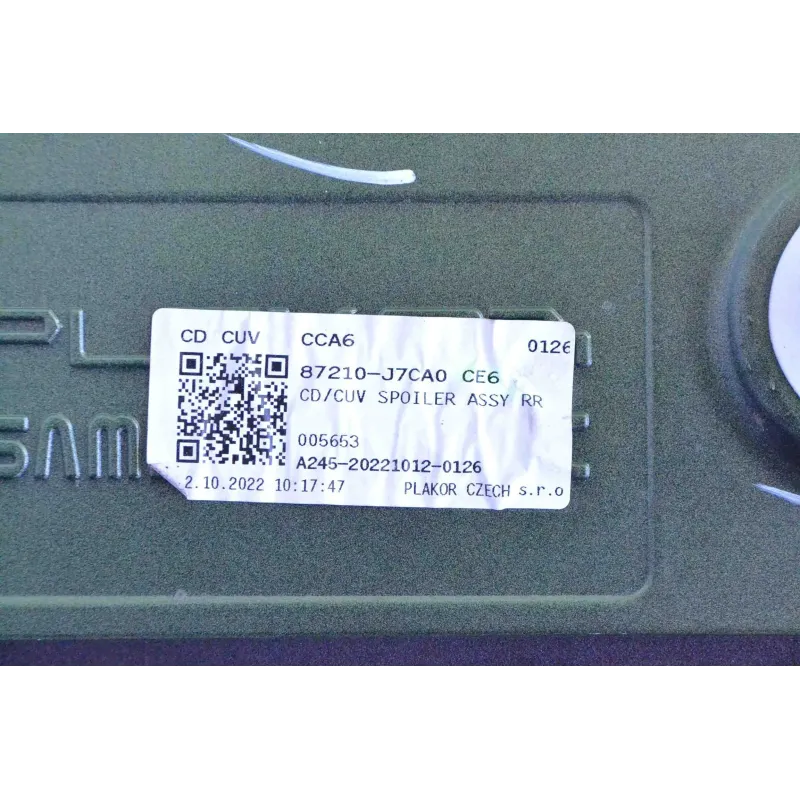 CD CUV CCA6 0126
87210-J7CA0 CE6
CD/CUV SPOILER ASSY RR
005653
A245-20221012-0126
2.10.2022 10:17:47 PLAKOR CZECH s.r.o